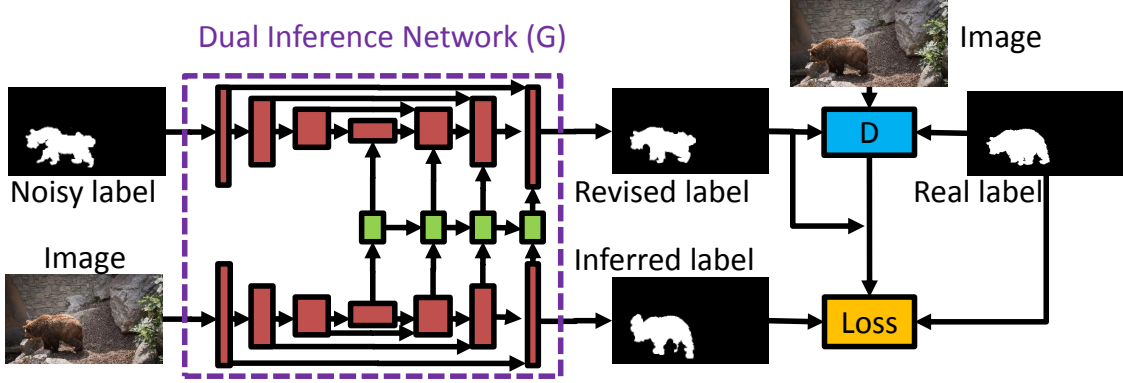 Dual Inference Network (G)
Image
D
Noisy label
Revised label
Real label
Image
Inferred label
Loss